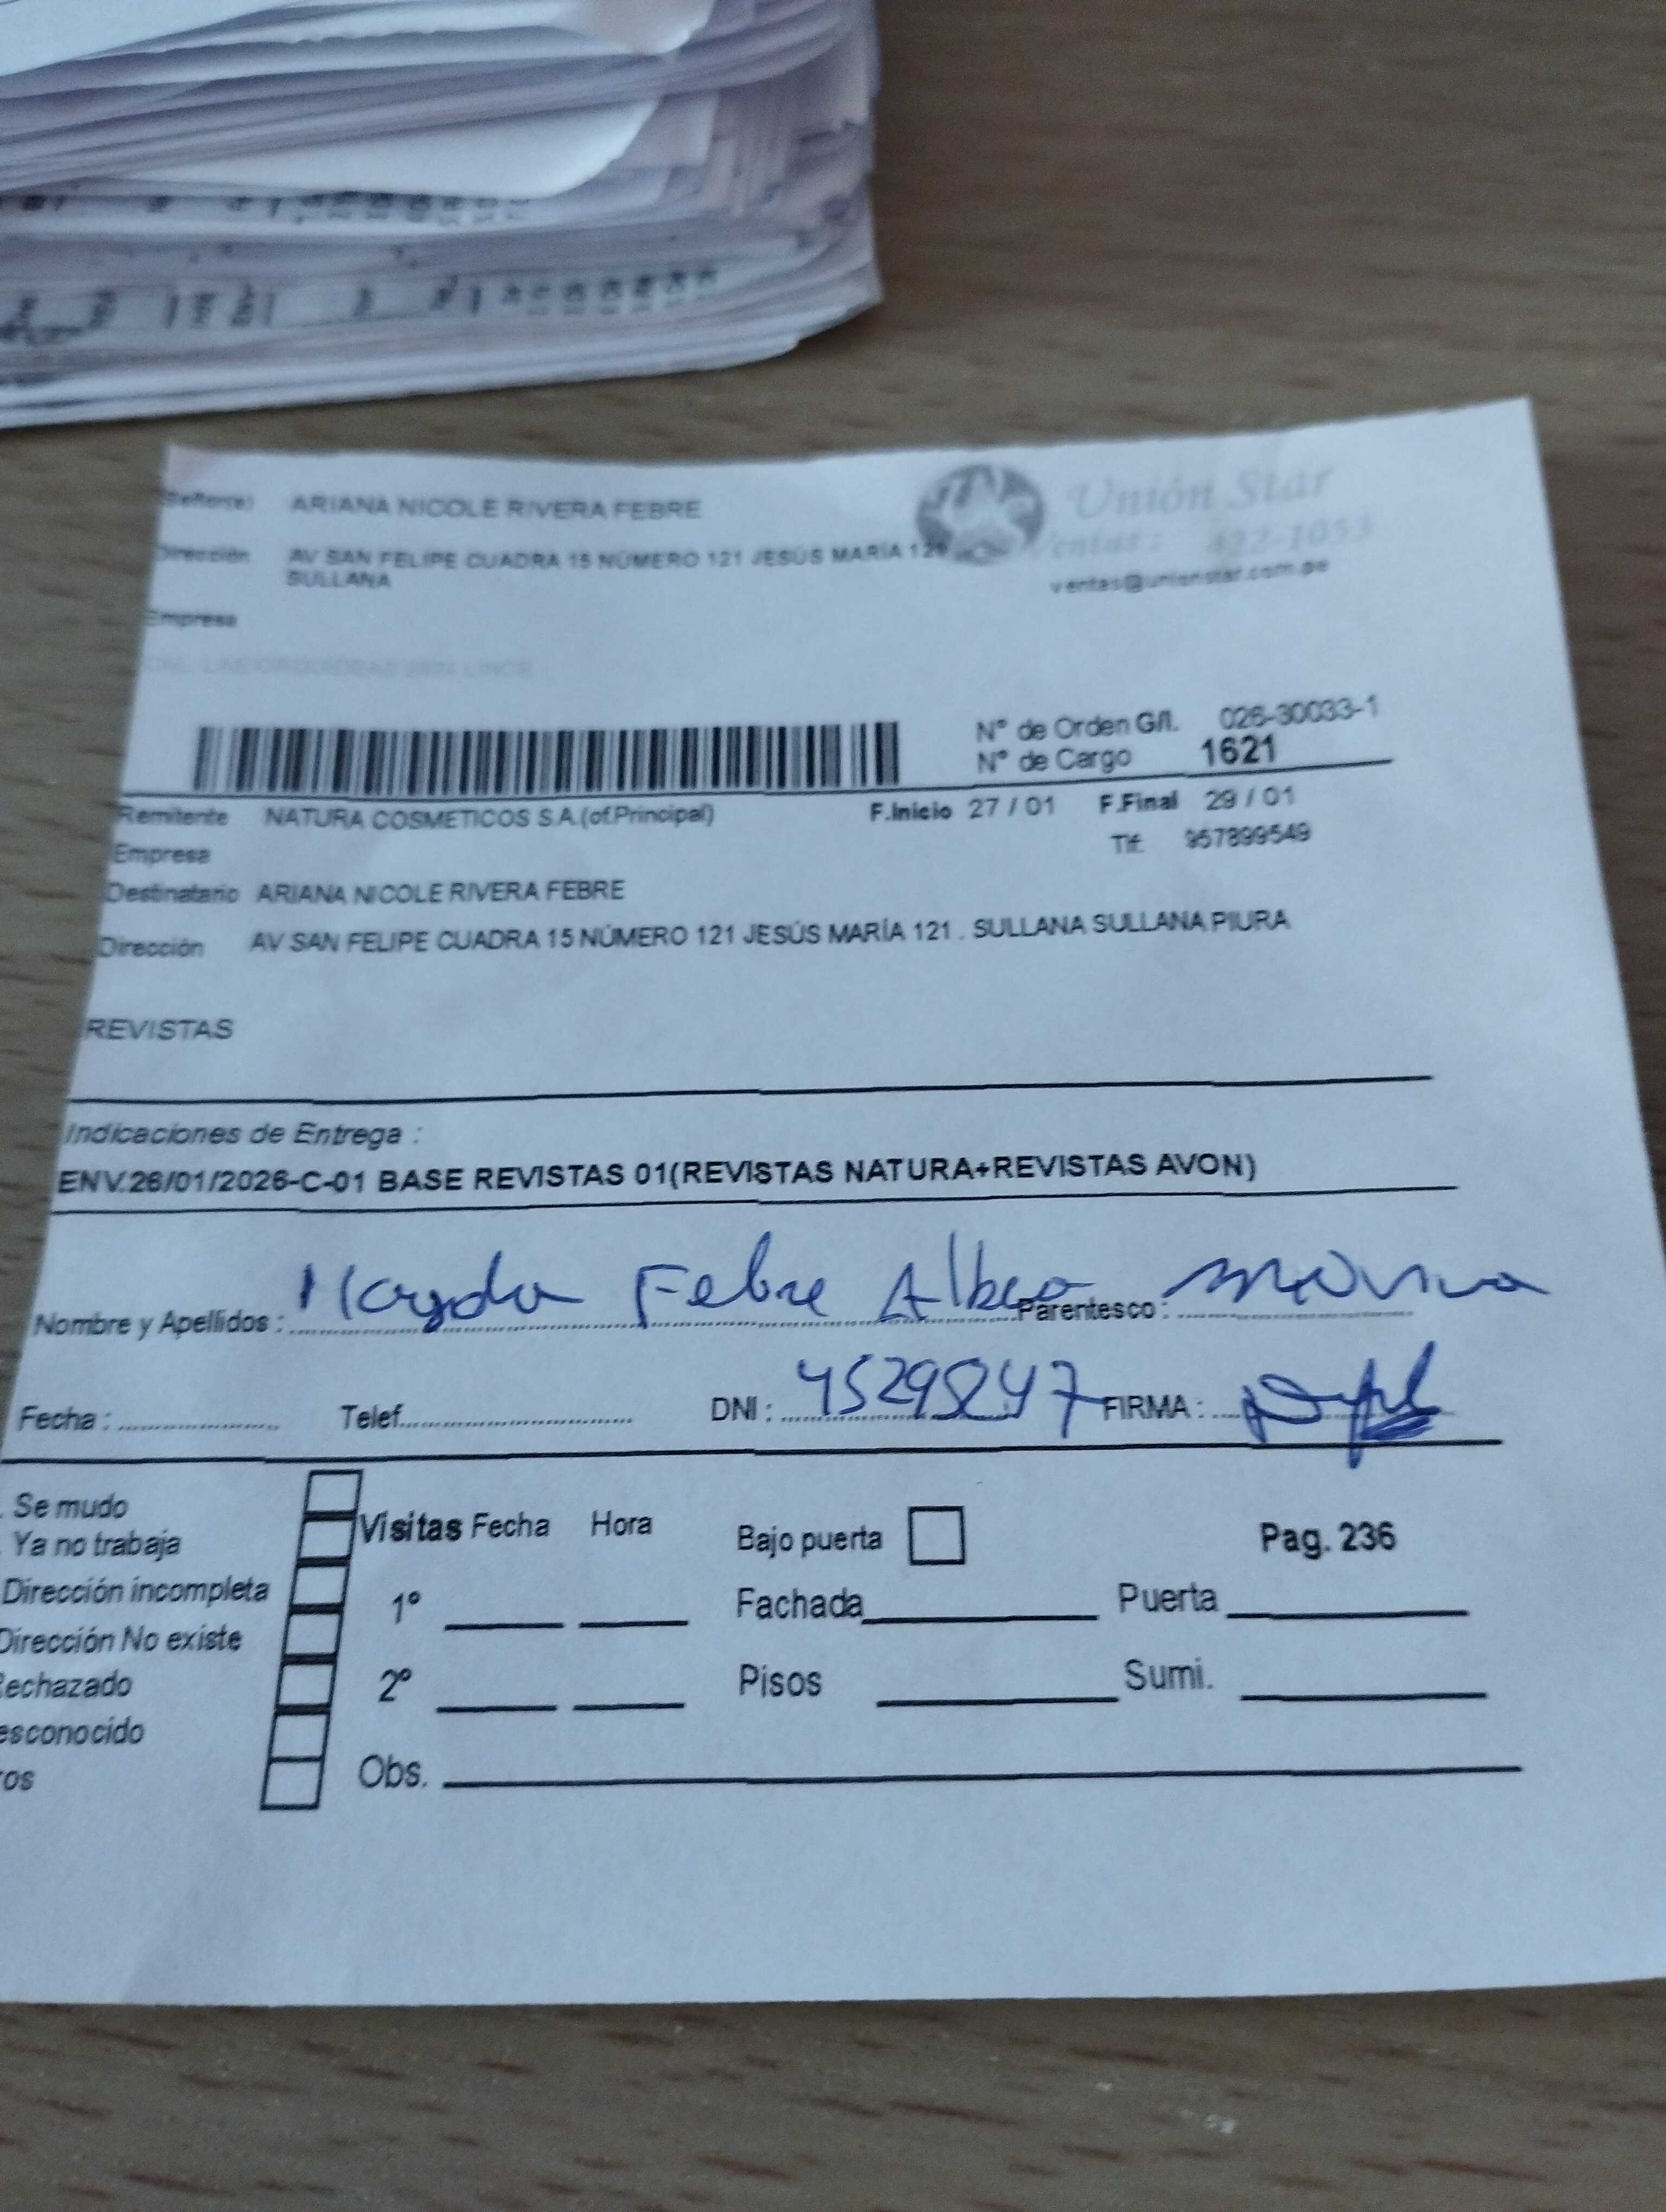 Señor(a) ARIANA NICOLE RIVERA FEBRE
Unión Star
Dirección AV SAN FELIPE CUADRA 15 NÚMERO 121 JESÚS MARÍA 121
SULLANA
Ventas: 422-1053
ventas@unionstar.com.pe
Empresa
N° de Orden G/I. 026-30033-1
N° de Cargo 1621
Remitente NATURA COSMETICOS S.A.(of.Principal) F.Inicio 27 / 01 F.Final 29 / 01
Empresa Tlf. 957899549
Destinatario ARIANA NICOLE RIVERA FEBRE
Dirección AV SAN FELIPE CUADRA 15 NÚMERO 121 JESÚS MARÍA 121 . SULLANA SULLANA PIURA
REVISTAS
Indicaciones de Entrega :
ENV.26/01/2026-C-01 BASE REVISTAS 01(REVISTAS NATURA+REVISTAS AVON)
Nombre y Apellidos : Mayda Febre Parentesco :
Fecha : Telef. DNI : 45298247 FIRMA :
Se mudo
Ya no trabaja
Dirección incompleta
Dirección No existe
Rechazado
esconocido
ros
Visitas Fecha Hora Bajo puerta Pag. 236
1° Fachada Puerta
2° Pisos Sumi.
Obs.